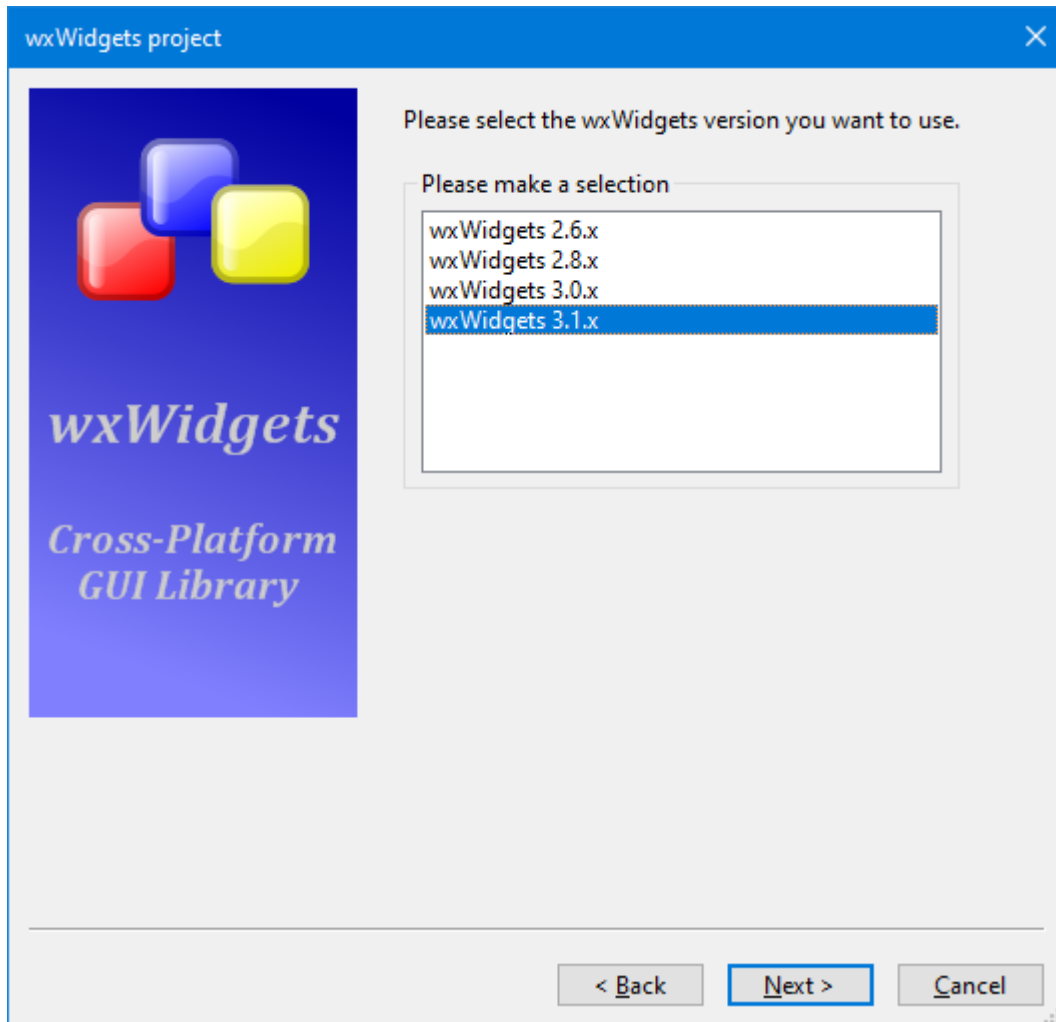 wxWidgets project
Please select the wxWidgets version you want to use.
Please make a selection
wxWidgets 2.6.x
wxWidgets 2.8.x
wxWidgets 3.0.x
wxWidgets 3.1.x
wxWidgets
Cross-Platform
GUI Library
< Back
Next >
Cancel